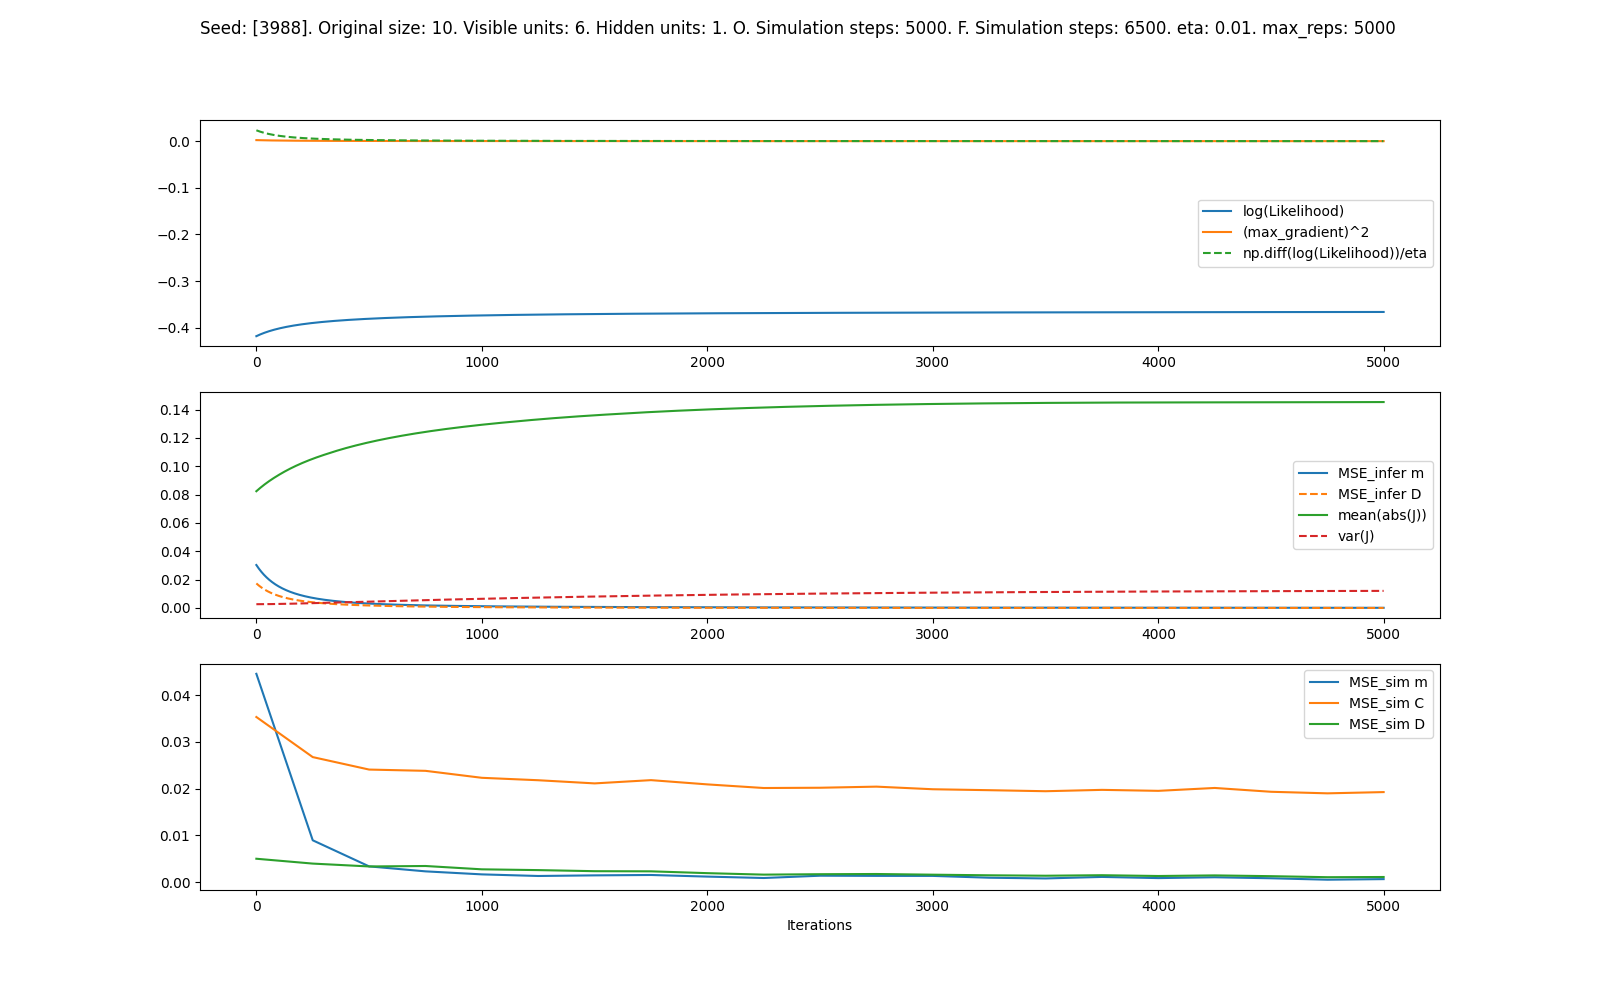 Seed: [3988]. Original size: 10. Visible units: 6. Hidden units: 1. O. Simulation steps: 5000. F. Simulation steps: 6500. eta: 0.01. max_reps: 5000
0.0
−0.1
−0.2
−0.3
−0.4
log(Likelihood)
(max_gradient)^2
np.diff(log(Likelihood))/eta
0 1000 2000 3000 4000 5000
0.14
0.12
0.10
0.08
0.06
0.04
0.02
0.00
MSE_infer m
MSE_infer D
mean(abs(J))
var(J)
0 1000 2000 3000 4000 5000
0.04
0.03
0.02
0.01
0.00
MSE_sim m
MSE_sim C
MSE_sim D
0 1000 2000 3000 4000 5000
Iterations